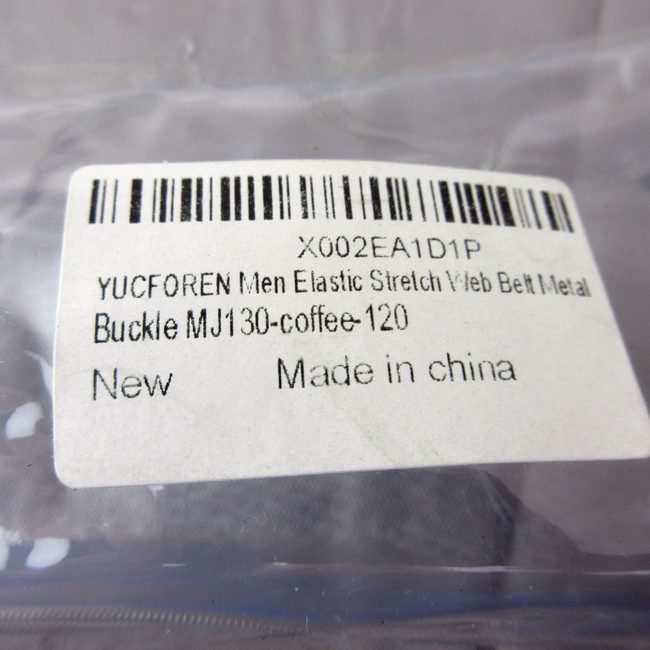 X002EA1D1P
YUCFOREN Men Elastic Stretch Web Belt Metal
Buckle MJ130-coffee-120
New Made in china